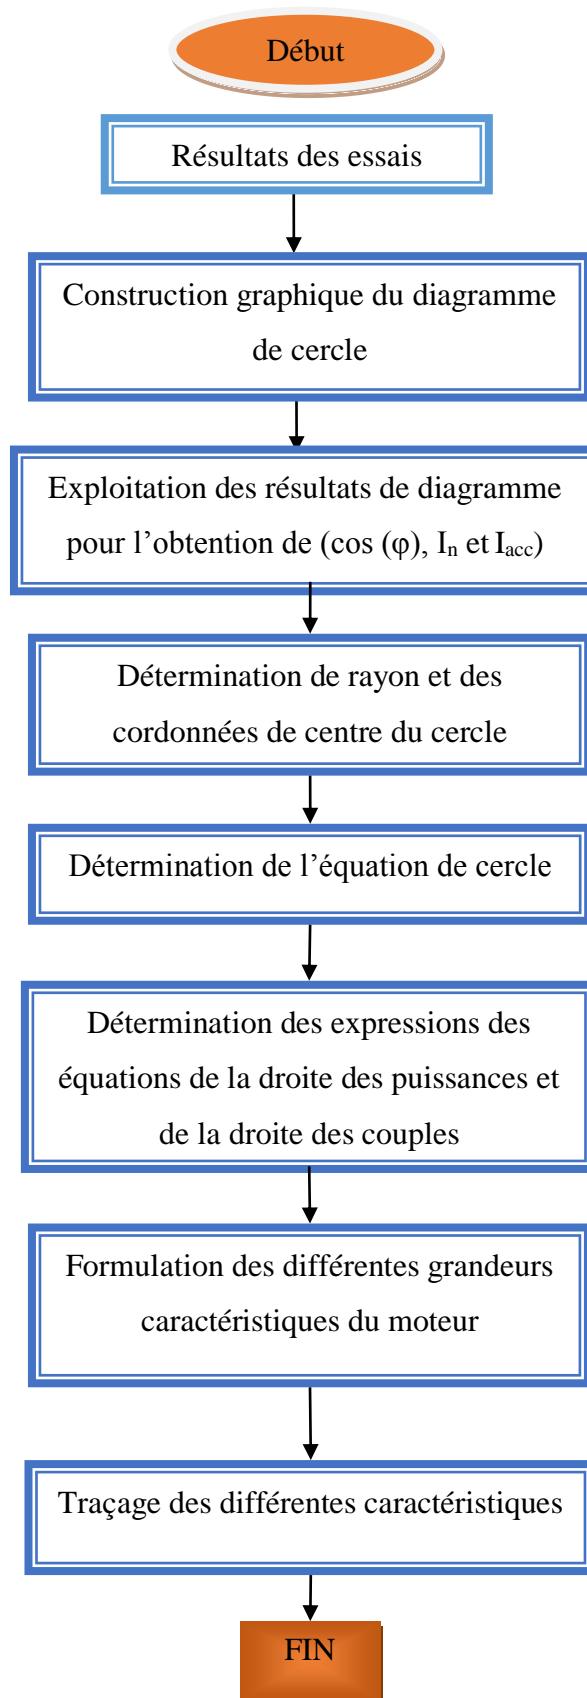 Début
Résultats des essais
Construction graphique du diagramme
de cercle
Exploitation des résultats de diagramme
pour l’obtention de (cos (φ), Iₙ et Iacc)
Détermination de rayon et des
cordonnées de centre du cercle
Détermination de l’équation de cercle
Détermination des expressions des
équations de la droite des puissances et
de la droite des couples
Formulation des différentes grandeurs
caractéristiques du moteur
Traçage des différentes caractéristiques
FIN